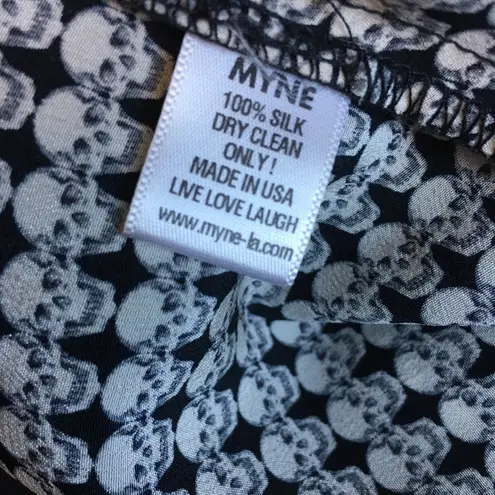 MYNE
100% SILK
DRY CLEAN
ONLY!
MADE IN USA
LIVE LOVE LAUGH
www.myne-la.com